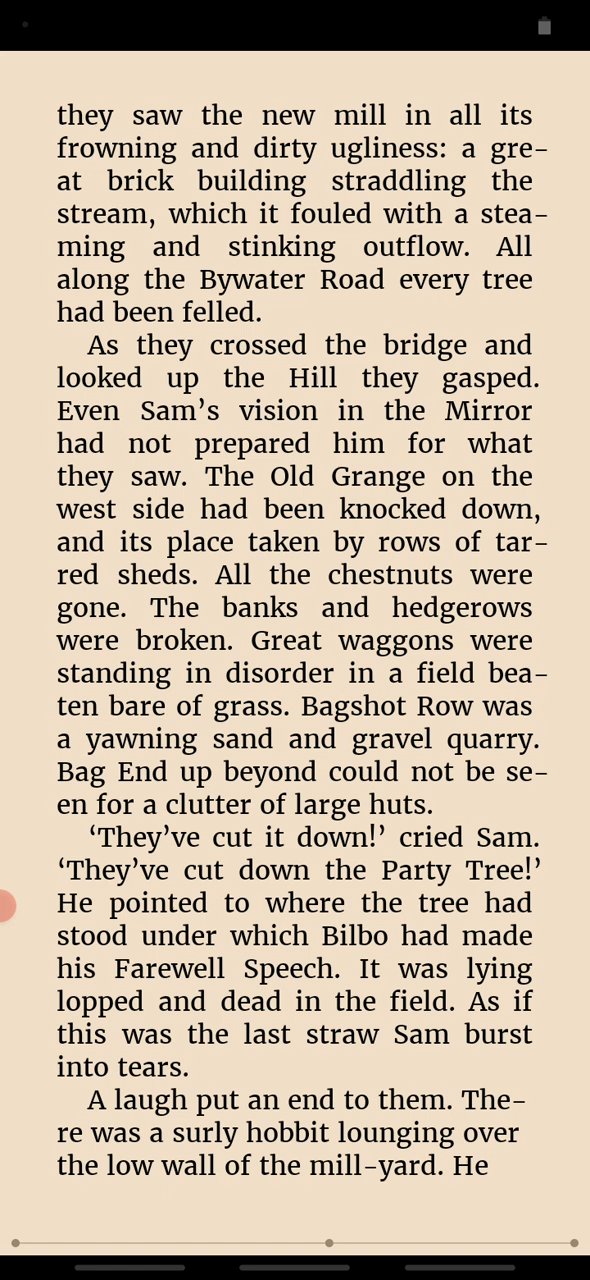 they saw the new mill in all its
frowning and dirty ugliness: a gre-
at brick building straddling the
stream, which it fouled with a stea-
ming and stinking outflow. All
along the Bywater Road every tree
had been felled.
As they crossed the bridge and
looked up the Hill they gasped.
Even Sam’s vision in the Mirror
had not prepared him for what
they saw. The Old Grange on the
west side had been knocked down,
and its place taken by rows of tar-
red sheds. All the chestnuts were
gone. The banks and hedgerows
were broken. Great waggons were
standing in disorder in a field bea-
ten bare of grass. Bagshot Row was
a yawning sand and gravel quarry.
Bag End up beyond could not be se-
en for a clutter of large huts.
‘They’ve cut it down!’ cried Sam.
‘They’ve cut down the Party Tree!’
He pointed to where the tree had
stood under which Bilbo had made
his Farewell Speech. It was lying
lopped and dead in the field. As if
this was the last straw Sam burst
into tears.
A laugh put an end to them. The-
re was a surly hobbit lounging over
the low wall of the mill-yard. He